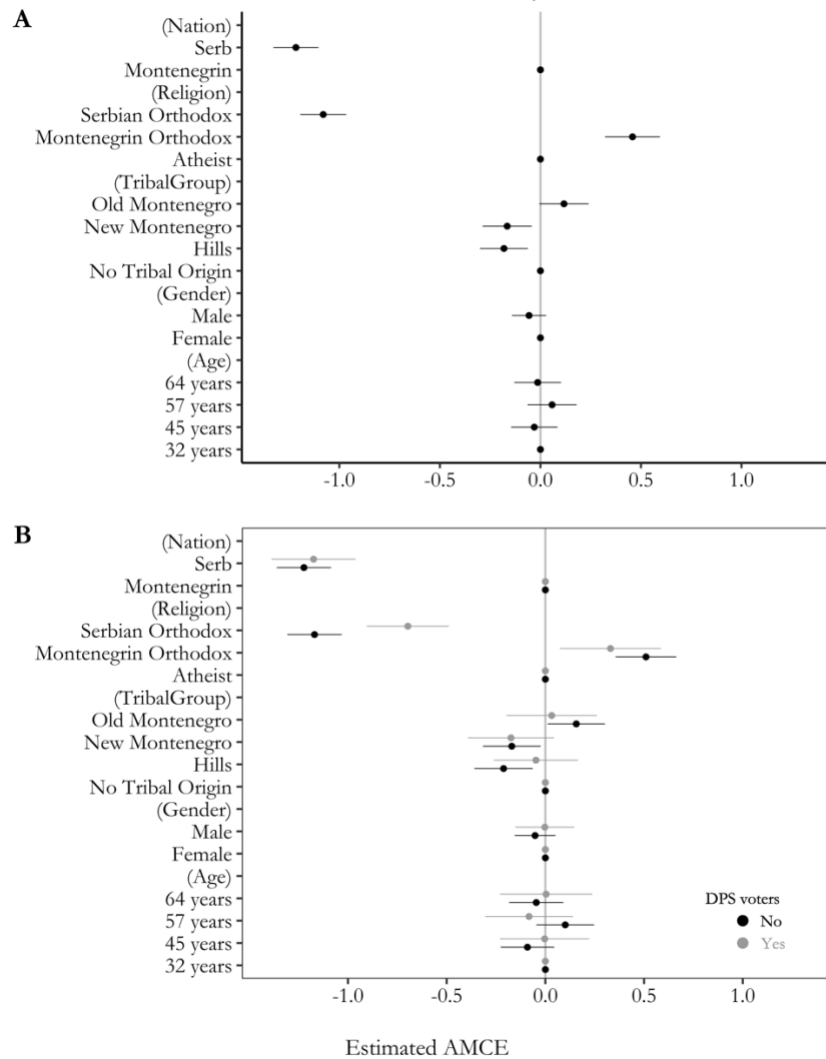 A
(Nation)
Serb
Montenegrin
(Religion)
Serbian Orthodox
Montenegrin Orthodox
Atheist
(TribalGroup)
Old Montenegro
New Montenegro
Hills
No Tribal Origin
(Gender)
Male
Female
(Age)
64 years
57 years
45 years
32 years
-1.0 -0.5 0.0 0.5 1.0
B
(Nation)
Serb
Montenegrin
(Religion)
Serbian Orthodox
Montenegrin Orthodox
Atheist
(TribalGroup)
Old Montenegro
New Montenegro
Hills
No Tribal Origin
(Gender)
Male
Female
(Age)
64 years
57 years
45 years
32 years
DPS voters
No
Yes
-1.0 -0.5 0.0 0.5 1.0
Estimated AMCE